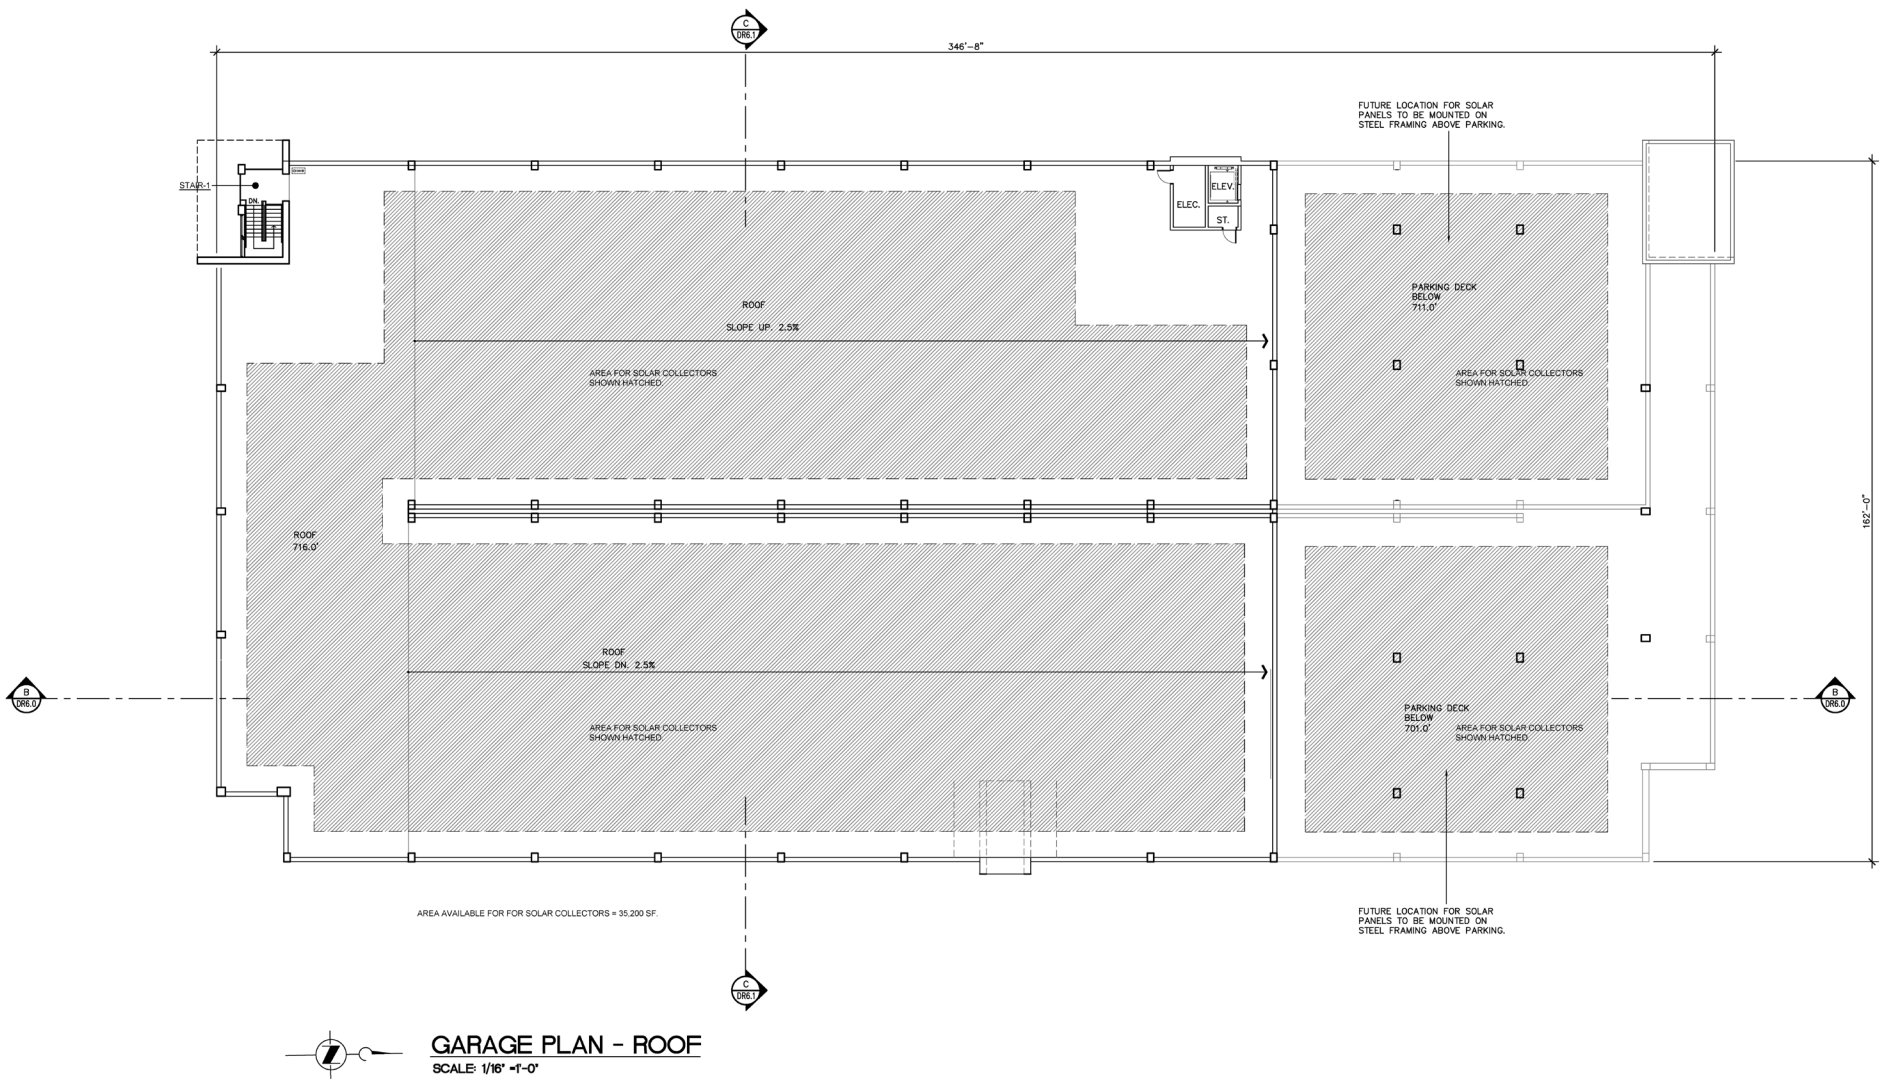 C
DR6.1
346'-8"
FUTURE LOCATION FOR SOLAR
PANELS TO BE MOUNTED ON
STEEL FRAMING ABOVE PARKING.
STAIR-1
DN.
ELEC.
ELEV.
ST.
ROOF
SLOPE UP. 2.5%
PARKING DECK
BELOW
711.0'
AREA FOR SOLAR COLLECTORS
SHOWN HATCHED.
AREA FOR SOLAR COLLECTORS
SHOWN HATCHED.
162'-0"
ROOF
716.0'
ROOF
SLOPE DN. 2.5%
B
DR6.0
B
DR6.0
PARKING DECK
BELOW
701.0'
AREA FOR SOLAR COLLECTORS
SHOWN HATCHED.
AREA FOR SOLAR COLLECTORS
SHOWN HATCHED.
AREA AVAILABLE FOR FOR SOLAR COLLECTORS = 35,200 SF.
FUTURE LOCATION FOR SOLAR
PANELS TO BE MOUNTED ON
STEEL FRAMING ABOVE PARKING.
C
DR6.1
Z
GARAGE PLAN - ROOF
SCALE: 1/16" =1'-0"